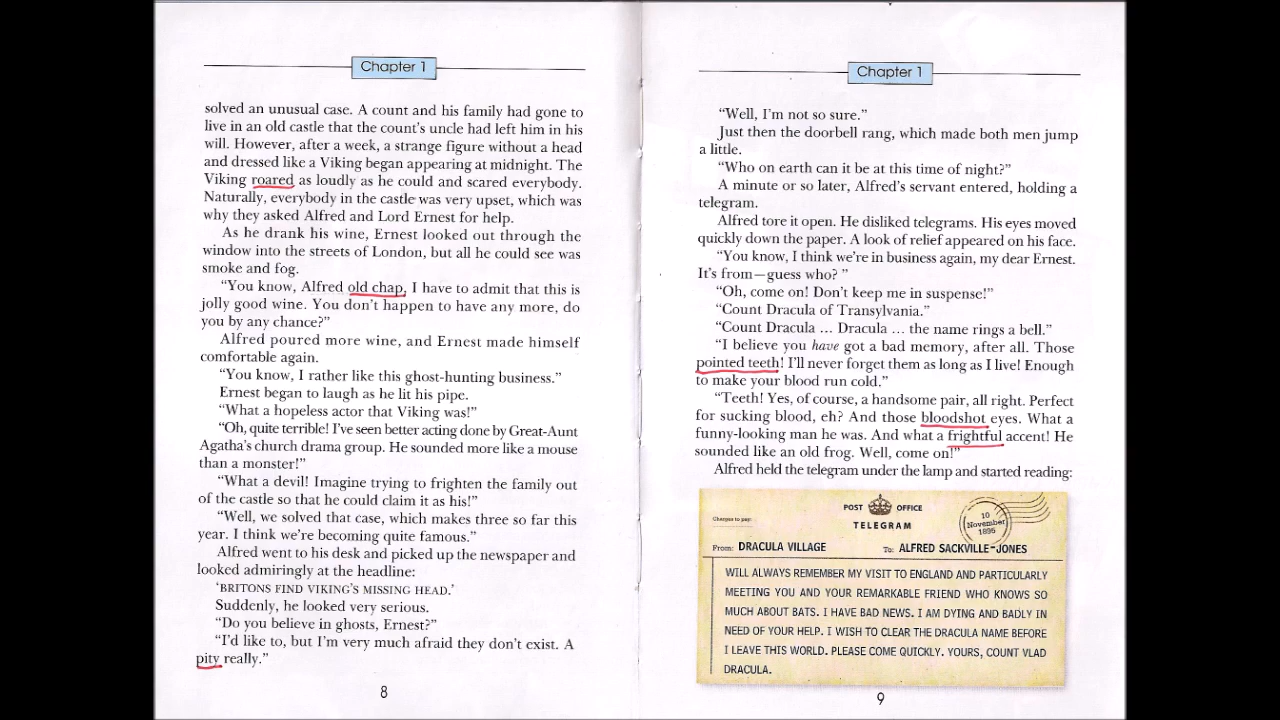 Chapter 1
solved an unusual case. A count and his family had gone to
live in an old castle that the count's uncle had left him in his
will. However, after a week, a strange figure without a head
and dressed like a Viking began appearing at midnight. The
Viking roared as loudly as he could and scared everybody.
Naturally, everybody in the castle was very upset, which was
why they asked Alfred and Lord Ernest for help.
As he drank his wine, Ernest looked out through the
window into the streets of London, but all he could see was
smoke and fog.
“You know, Alfred old chap, I have to admit that this is
jolly good wine. You don't happen to have any more, do
you by any chance?”
Alfred poured more wine, and Ernest made himself
comfortable again.
“You know, I rather like this ghost-hunting business.”
Ernest began to laugh as he lit his pipe.
“What a hopeless actor that Viking was!”
“Oh, quite terrible! I've seen better acting done by Great-Aunt
Agatha's church drama group. He sounded more like a mouse
than a monster!”
“What a devil! Imagine trying to frighten the family out
of the castle so that he could claim it as his!”
“Well, we solved that case, which makes three so far this
year. I think we're becoming quite famous.”
Alfred went to his desk and picked up the newspaper and
looked admiringly at the headline:
‘BRITONS FIND VIKING'S MISSING HEAD.’
Suddenly, he looked very serious.
“Do you believe in ghosts, Ernest?”
“I'd like to, but I'm very much afraid they don't exist. A
pity really.”
8
Chapter 1
“Well, I'm not so sure.”
Just then the doorbell rang, which made both men jump
a little.
“Who on earth can it be at this time of night?”
A minute or so later, Alfred's servant entered, holding a
telegram.
Alfred tore it open. He disliked telegrams. His eyes moved
quickly down the paper. A look of relief appeared on his face.
“You know, I think we're in business again, my dear Ernest.
It's from—guess who? ”
“Oh, come on! Don't keep me in suspense!”
“Count Dracula of Transylvania.”
“Count Dracula ... Dracula ... the name rings a bell.”
“I believe you have got a bad memory, after all. Those
pointed teeth! I'll never forget them as long as I live! Enough
to make your blood run cold.”
“Teeth! Yes, of course, a handsome pair, all right. Perfect
for sucking blood, eh? And those bloodshot eyes. What a
funny-looking man he was. And what a frightful accent! He
sounded like an old frog. Well, come on!”
Alfred held the telegram under the lamp and started reading:
POST OFFICE
TELEGRAM
Charges to pay:
10
November
1896
From: DRACULA VILLAGE To: ALFRED SACKVILLE-JONES
WILL ALWAYS REMEMBER MY VISIT TO ENGLAND AND PARTICULARLY
MEETING YOU AND YOUR REMARKABLE FRIEND WHO KNOWS SO
MUCH ABOUT BATS. I HAVE BAD NEWS. I AM DYING AND BADLY IN
NEED OF YOUR HELP. I WISH TO CLEAR THE DRACULA NAME BEFORE
I LEAVE THIS WORLD. PLEASE COME QUICKLY. YOURS, COUNT VLAD
DRACULA.
9